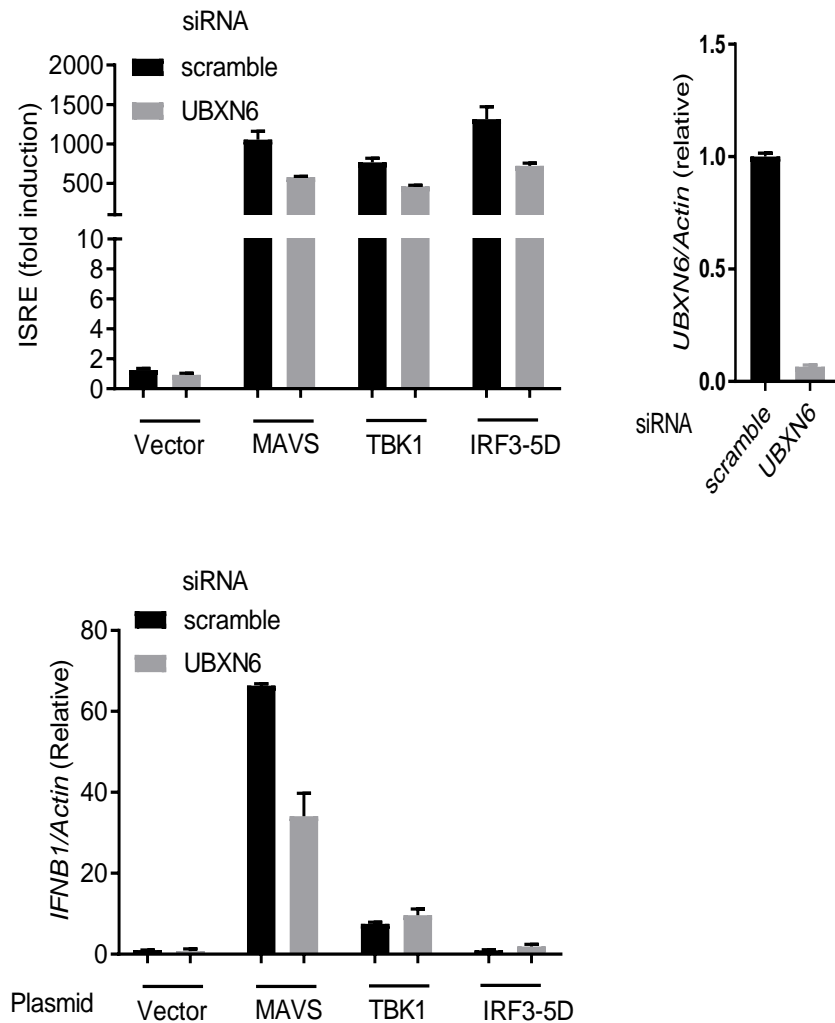 siRNA
scramble
UBXN6
ISRE (fold induction)
2000
1500
1000
500
10
8
6
4
2
0
Vector
MAVS
TBK1
IRF3-5D
UBXN6/Actin (relative)
1.5
1.0
0.5
0.0
siRNA
scramble
UBXN6
siRNA
scramble
UBXN6
IFNB1/Actin (Relative)
80
60
40
20
0
Plasmid
Vector
MAVS
TBK1
IRF3-5D